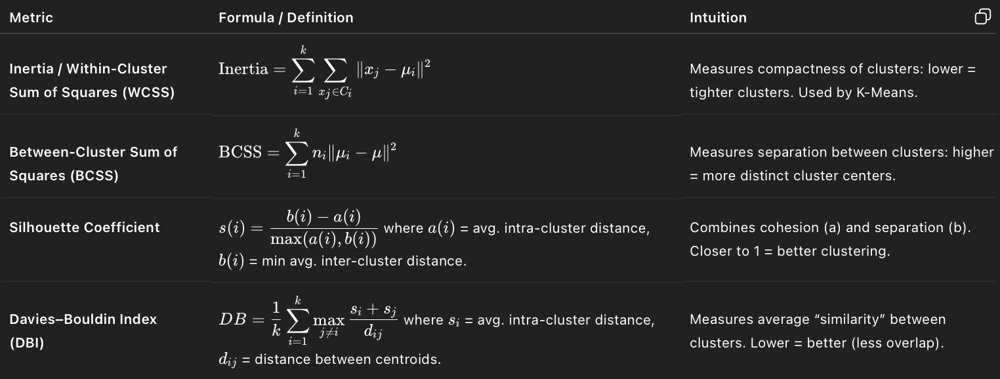 Metric Formula / Definition Intuition
Inertia / Within-Cluster Sum of Squares (WCSS)
Inertia = \sum_{i=1}^{k} \sum_{x_j \in C_i} \|x_j - \mu_i\|^2
Measures compactness of clusters: lower =
tighter clusters. Used by K-Means.
Between-Cluster Sum of
Squares (BCSS)
BCSS = \sum_{i=1}^{k} n_i \|\mu_i - \mu\|^2
Measures separation between clusters: higher
= more distinct cluster centers.
Silhouette Coefficient
s(i) = \frac{b(i) - a(i)}{\max(a(i), b(i))} where a(i) = avg. intra-cluster distance,
b(i) = min avg. inter-cluster distance.
Combines cohesion (a) and separation (b).
Closer to 1 = better clustering.
Davies–Bouldin Index
(DBI)
DB = \frac{1}{k} \sum_{i=1}^{k} \max_{j \neq i} \frac{s_i + s_j}{d_{ij}} where s_i = avg. intra-cluster distance,
d_{ij} = distance between centroids.
Measures average “similarity” between
clusters. Lower = better (less overlap).